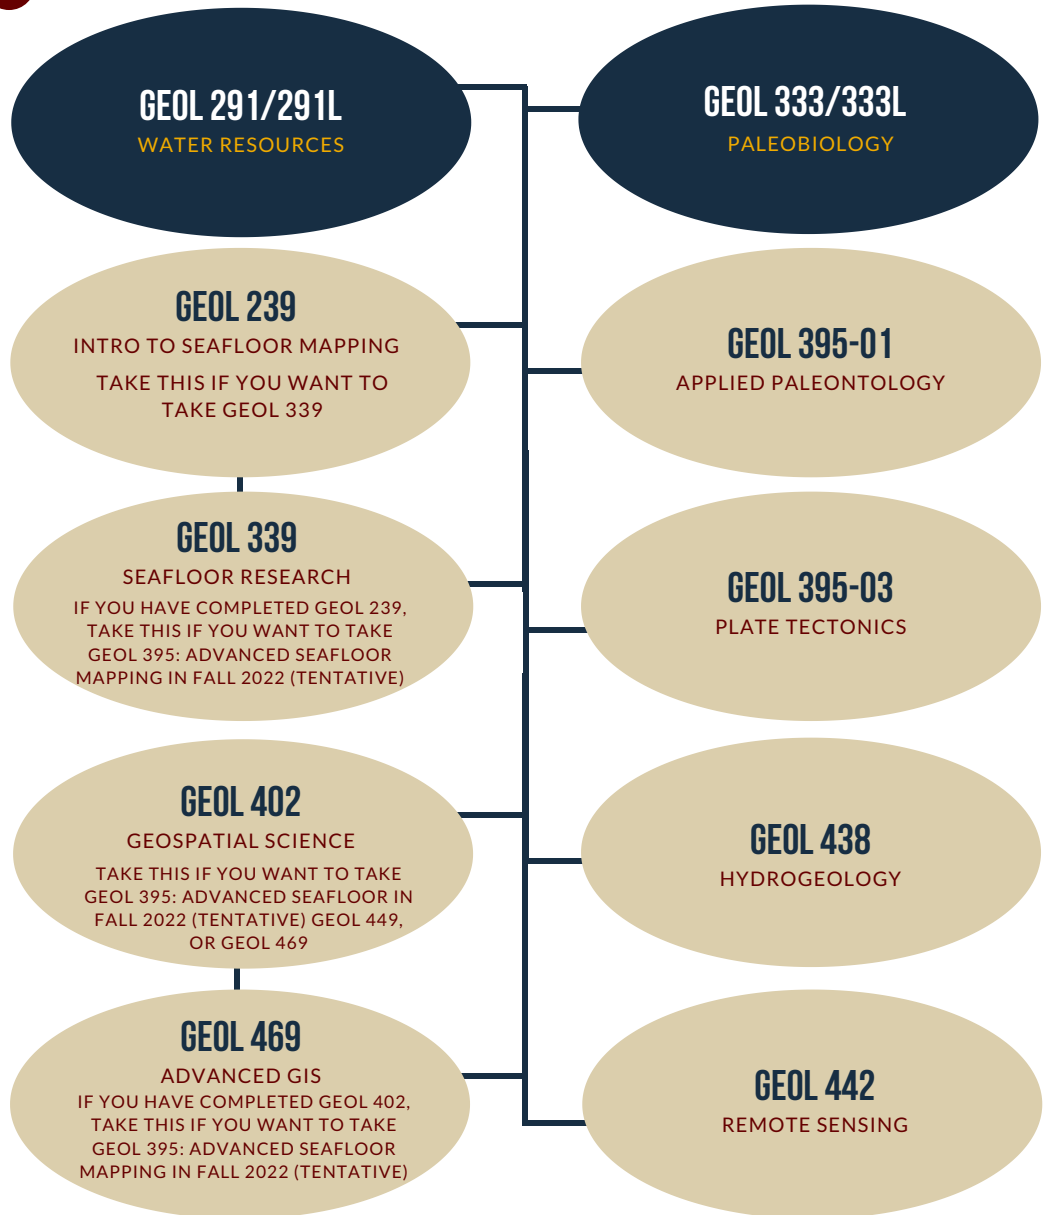 GEOL 291/291L
WATER RESOURCES
GEOL 333/333L
PALEOBIOLOGY
GEOL 239
INTRO TO SEAFLOOR MAPPING
TAKE THIS IF YOU WANT TO
TAKE GEOL 339
GEOL 395-01
APPLIED PALEONTOLOGY
GEOL 339
SEAFLOOR RESEARCH
IF YOU HAVE COMPLETED GEOL 239,
TAKE THIS IF YOU WANT TO TAKE
GEOL 395: ADVANCED SEAFLOOR
MAPPING IN FALL 2022 (TENTATIVE)
GEOL 395-03
PLATE TECTONICS
GEOL 402
GEOSPATIAL SCIENCE
TAKE THIS IF YOU WANT TO TAKE
GEOL 395: ADVANCED SEAFLOOR IN
FALL 2022 (TENTATIVE) GEOL 449,
OR GEOL 469
GEOL 438
HYDROGEOLOGY
GEOL 469
ADVANCED GIS
IF YOU HAVE COMPLETED GEOL 402,
TAKE THIS IF YOU WANT TO TAKE
GEOL 395: ADVANCED SEAFLOOR
MAPPING IN FALL 2022 (TENTATIVE)
GEOL 442
REMOTE SENSING